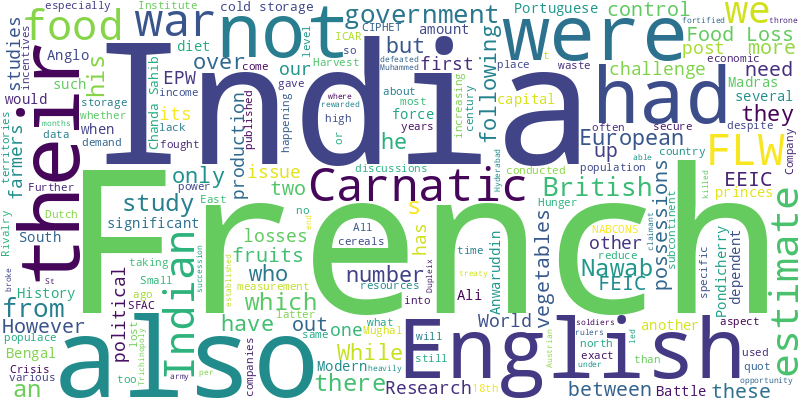 food
war
cold storage
Institute
especially
ICAR
CIPHET
Portuguese
not
government
were
we
amount
control
Food Loss
fortified
throne
incentives
studies
Anglo
diet
level
so
defeated
Muhammed
place
waste
economic
post
more
his
EPW
over
our
Harvest
but
first
most
challenge
need
Madras
their
India
had
such
storage
income
come
gave
about
increasing
century
following
capital
several
they
would
whether
its
Chanda Sahib
happening
where
rewarded
force
years
published
often
secure
despite
territories
farmers
data
lack
high
or
European
FLW
Company
months
when
demand
fought
production
he
discussions
conducted
population
country
able
only
issue
two
up
Carnatic
British
EEIC
princes
study
s
possessions
subcontinent
killed
Rivalry
Dutch
Further
power
East
no
All
cereals
has
Hyderabad
Hunger
NABCONS
claimant
other
Indian
significant
losses
number
Nawab
reduce
specific
dependent
Pondicherry
South
fruits
French
FEIC
vegetables
estimate
from
History
taking
who
established
time
Ali
Anwaruddin
However
ago
Small
measurement
resources
Dupleix
per
treaty
which
into
World
another
aspect
populace
SFAC
political
have
out
latter
same
what
one
will
still
north
exact
than
used
quot
Bengal
lost
Trichinopoly
succession
Mughal
While
Austrian
soldiers
rulers
Crisis
various
broke
St
an
also
too
army
companies
there
Modern
heavily
Research
18th
English
under
led
between
Battle
these
opportunity
end